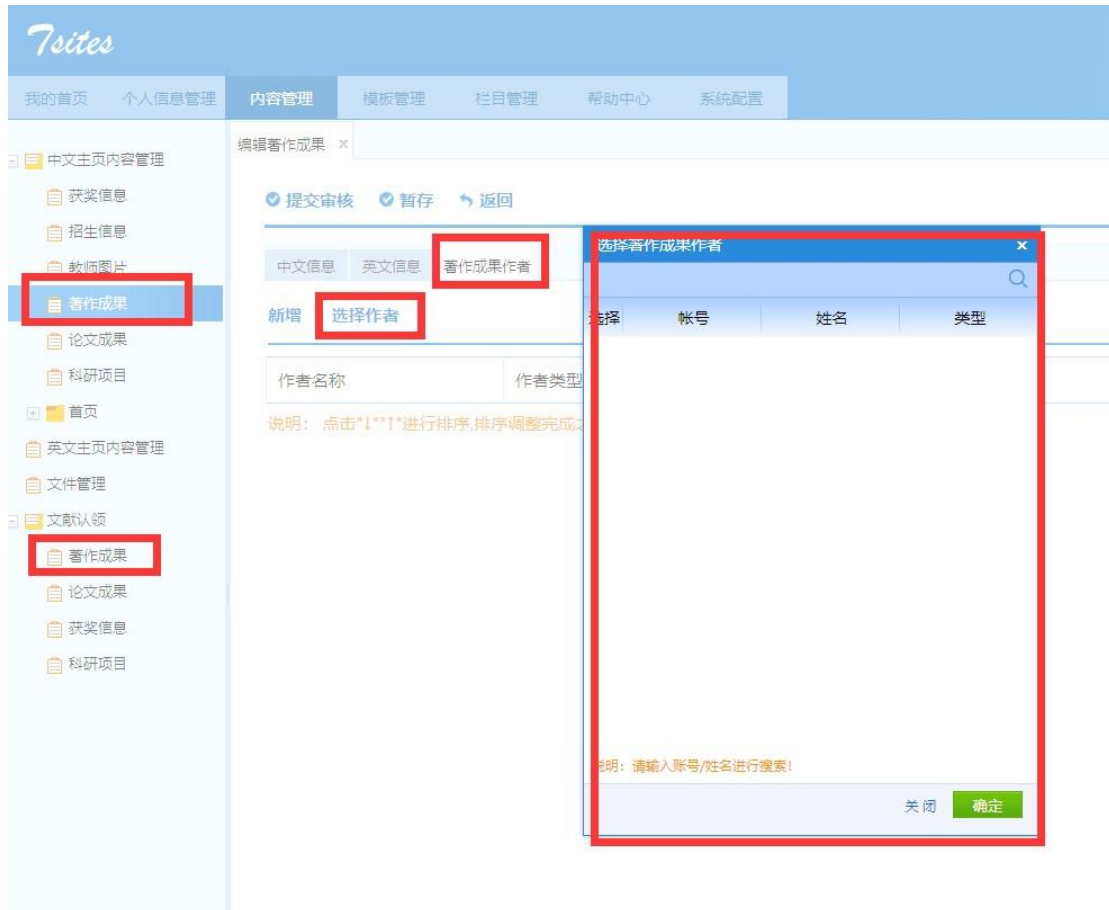 Tsites
我的首页 个人信息管理 内容管理 模板管理 栏目管理 帮助中心 系统配置
编辑著作成果 ×
中文主页内容管理
获奖信息
招生信息
教师图片
著作成果
论文成果
科研项目
首页
英文主页内容管理
文件管理
文献认领
著作成果
论文成果
获奖信息
科研项目
提交审核 暂存 返回
中文信息 英文信息 著作成果作者
新增 选择作者
作者名称 作者类型
说明: 点击"↓""↑"进行排序,排序调整完成
选择著作成果作者 ×
选择 帐号 姓名 类型
说明：请输入账号/姓名进行搜索!
关闭 确定